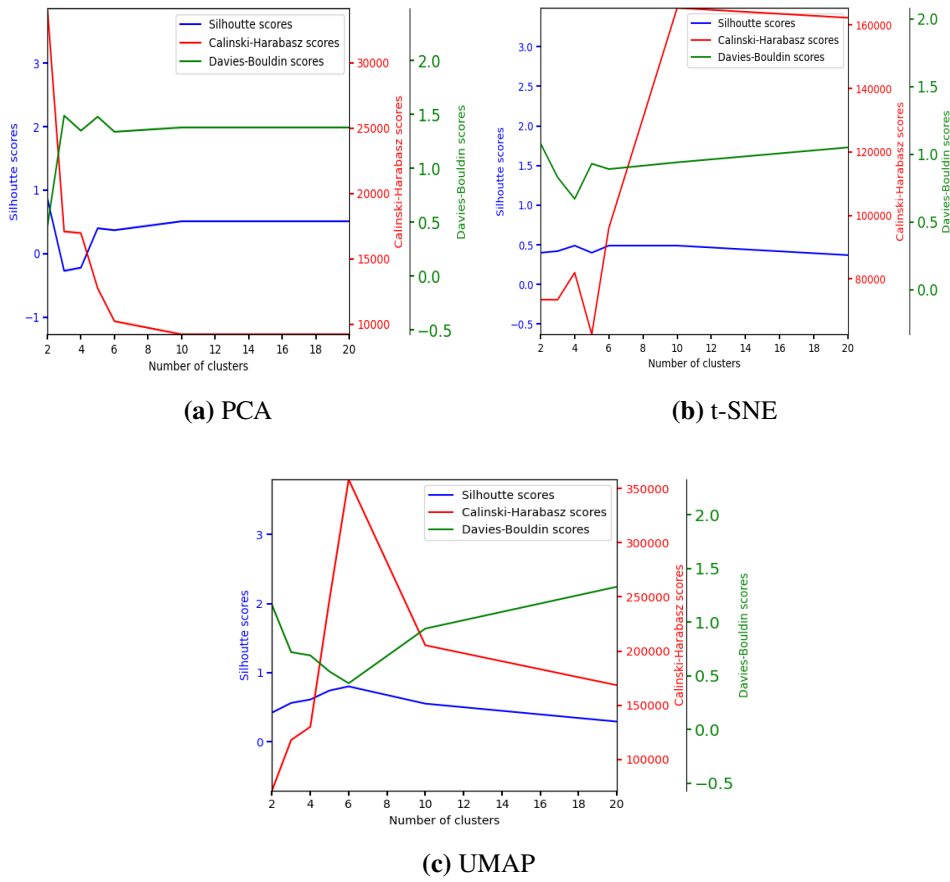 Silhoutte scores
Calinski-Harabasz scores
Davies-Bouldin scores
3
2
1
0
−1
Silhoutte scores
30000
25000
20000
15000
10000
Calinski-Harabasz scores
2.0
1.5
1.0
0.5
0.0
−0.5
Davies-Bouldin scores
2 4 6 10 20
Number of clusters
(a) PCA
Silhoutte scores
Calinski-Harabasz scores
Davies-Bouldin scores
3.5
3.0
2.5
2.0
1.5
1.0
0.5
0.0
−0.5
Silhoutte scores
160000
140000
120000
100000
80000
Calinski-Harabasz scores
2.0
1.5
1.0
0.5
0.0
Davies-Bouldin scores
2 4 6 10 12 14 16 18 20
Number of clusters
(b) t-SNE
Silhoutte scores
Calinski-Harabasz scores
Davies-Bouldin scores
3
2
1
0
Silhoutte scores
350000
300000
250000
200000
150000
100000
Calinski-Harabasz scores
2.0
1.5
1.0
0.5
0.0
−0.5
Davies-Bouldin scores
2 4 6 8 10 12 14 16 18 20
Number of clusters
(c) UMAP